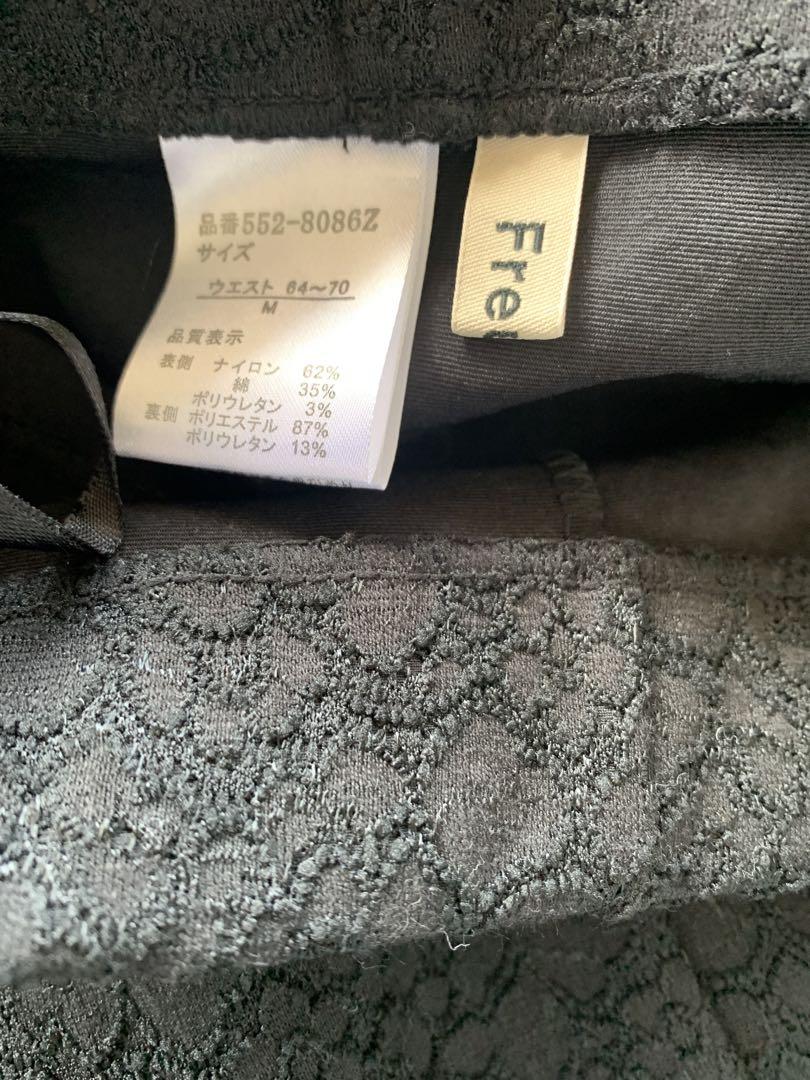 品番552-8086Z
サイズ
ウエスト 64～70
M
品質表示
表側 ナイロン 62%
綿 35%
ポリウレタン 3%
裏側 ポリエステル 87%
ポリウレタン 13%
Fre